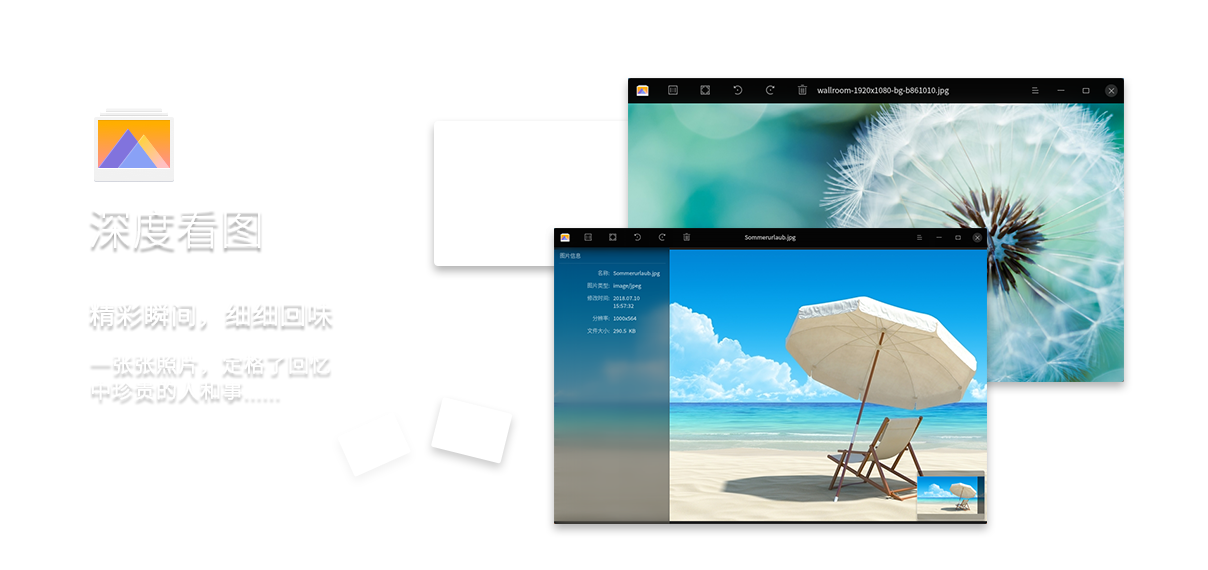 深度看图
精彩瞬间，细细回味
一张张照片，定格了回忆
中珍贵的人和事......
wallroom-1920x1080-bg-b861010.jpg
Sommerurlaub.jpg
图片信息
名称: Sommerurlaub.jpg
图片类型: image/jpeg
修改时间: 2018.07.10
15:57:32
分辨率: 1000x564
文件大小: 290.5 KB